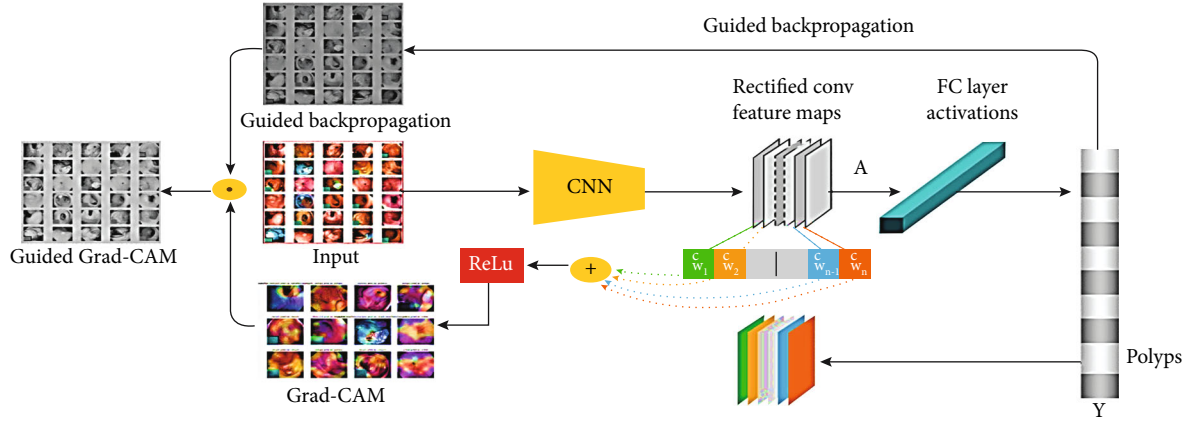 Guided backpropagation
Rectified conv
feature maps
FC layer
activations
Guided backpropagation
CNN
A
Guided Grad-CAM
Input
ReLu
+
c
w1
c
w2
c
wn-1
c
wn
Grad-CAM
Polyps
Y